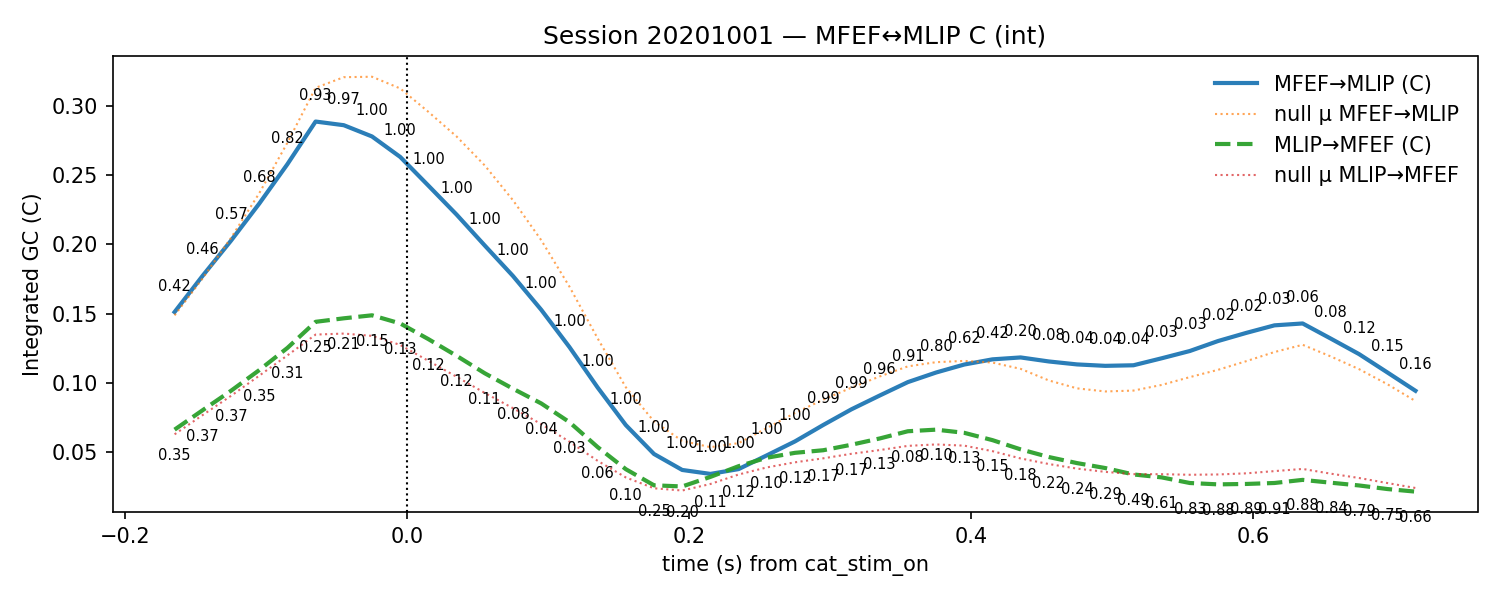 Session 20201001 — MFEF↔MLIP C (int)
Integrated GC (C)
0.30
0.25
0.20
0.15
0.10
0.05
MFEF→MLIP (C)
null μ MFEF→MLIP
MLIP→MFEF (C)
null μ MLIP→MFEF
0.42 0.46 0.57 0.68 0.82 0.93 0.97 1.00 1.00 1.00 1.00 1.00 1.00 1.00 1.00 1.00 1.00 1.00 1.00 1.00 1.00 1.00 1.00 0.99 0.99 0.96 0.91 0.80 0.62 0.42 0.20 0.08 0.04 0.04 0.04 0.03 0.03 0.02 0.02 0.03 0.06 0.08 0.12 0.15 0.16
0.35 0.37 0.37 0.35 0.31 0.25 0.21 0.15 0.13 0.12 0.12 0.11 0.08 0.04 0.03 0.06 0.10 0.25 0.20 0.11 0.12 0.10 0.12 0.17 0.17 0.13 0.08 0.10 0.13 0.15 0.18 0.22 0.24 0.29 0.49 0.61 0.83 0.88 0.89 0.91 0.88 0.84 0.79 0.75 0.66
−0.2 0.0 0.2 0.4 0.6
time (s) from cat_stim_on